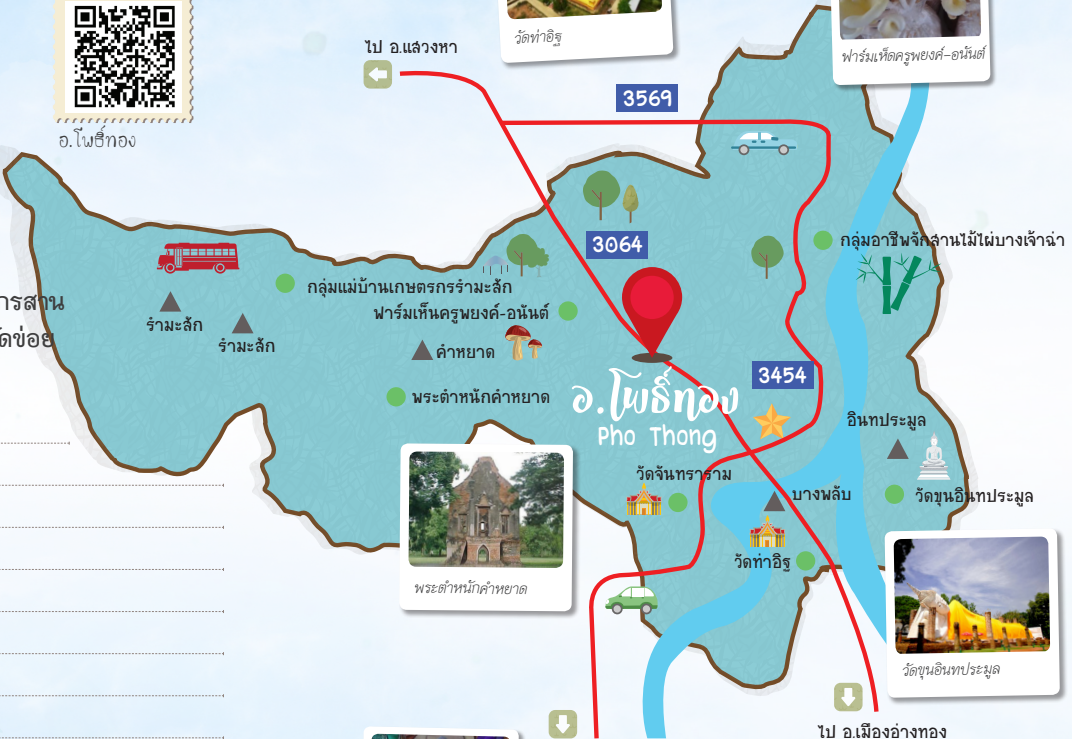 วัดท่าอิฐ
ฟาร์มเห็ดครูพยงค์-อนันต์
ไป อ.แสวงหา
3569
อ.โพธิ์ทอง
3064
กลุ่มอาชีพจักสานไม้ไผ่บางเจ้าฉ่า
กลุ่มแม่บ้านเกษตรกรรำมะสัก
ฟาร์มเห็นครูพยงค์-อนันต์
รำมะสัก
รำมะสัก
คำหยาด
พระตำหนักคำหยาด
อ.โพธิ์ทอง
Pho Thong
3454
อินทประมูล
วัดจันทราราม
บางพลับ
วัดขุนอินทประมูล
วัดท่าอิฐ
พระตำหนักคำหยาด
วัดขุนอินทประมูล
ไป อ.เมืองอ่างทอง